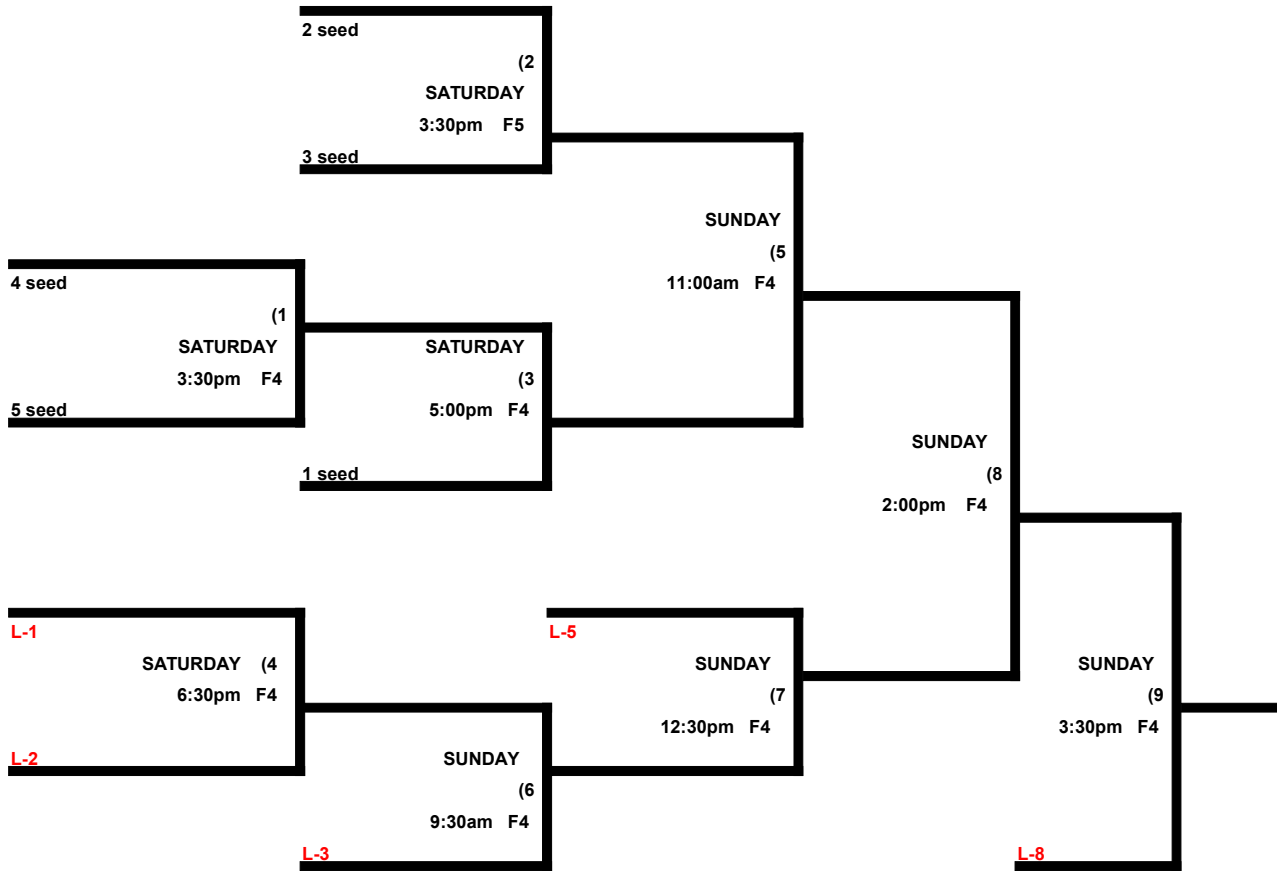 2 seed
(2
SATURDAY
3:30pm F5
3 seed
SUNDAY
(5
11:00am F4
4 seed
(1
SATURDAY
3:30pm F4
5 seed
SATURDAY
(3
5:00pm F4
1 seed
SUNDAY
(8
2:00pm F4
L-1
SATURDAY (4
6:30pm F4
L-2
L-5
SUNDAY
(7
12:30pm F4
SUNDAY
(6
9:30am F4
L-3
SUNDAY
(9
3:30pm F4
L-8